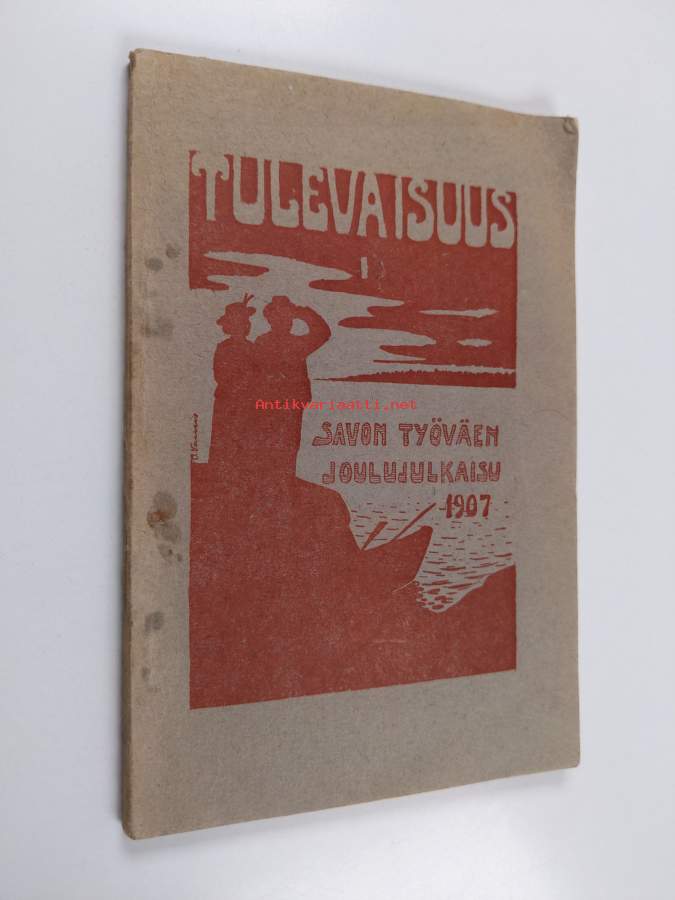 TULEVAISUUS
Antikvariaatti.net
SAVON TYÖVÄEN
JOULUJULKAISU
1907